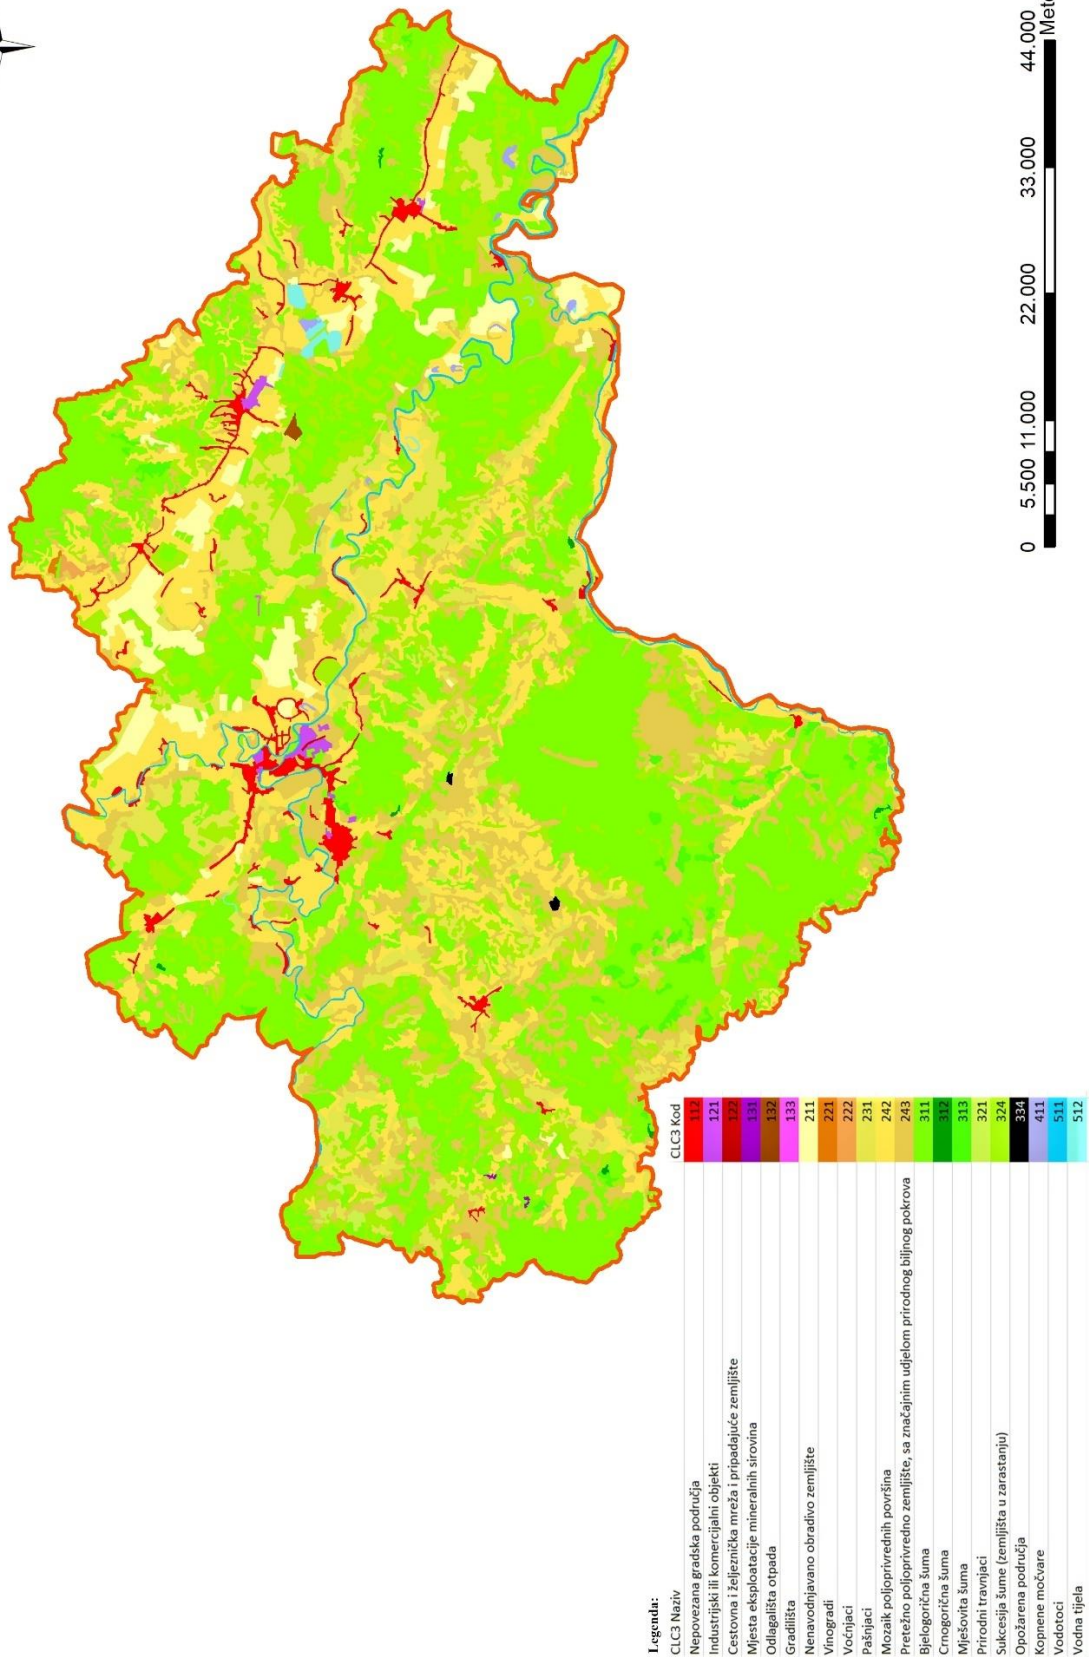 0 5.500 11.000 22.000 33.000 44.000
Legenda:
CLC3 Naziv CLC3 Kod
Nepovezana gradska područja 112
Industrijski ili komercijalni objekti 121
Cestovna i željeznička mreža i pripadajuće zemljište 122
Mjesta eksploatacije mineralnih sirovina 131
Odlagališta otpada 132
Gradilišta 133
Nenavodnjavano obradivo zemljište 211
Vinogradi 221
Voćnjaci 222
Pašnjaci 231
Mozaik poljoprivrednih površina 242
Pretežno poljoprivredno zemljište, sa značajnim udjelom prirodnog biljnog pokrova 243
Bjelogorična šuma 311
Crnogorična šuma 312
Mješovita šuma 313
Prirodni travnjaci 321
Sukcesija šume (zemljišta u zarastanju) 324
Opožarena područja 334
Kopnene močvare 411
Vodotoci 511
Vodna tijela 512